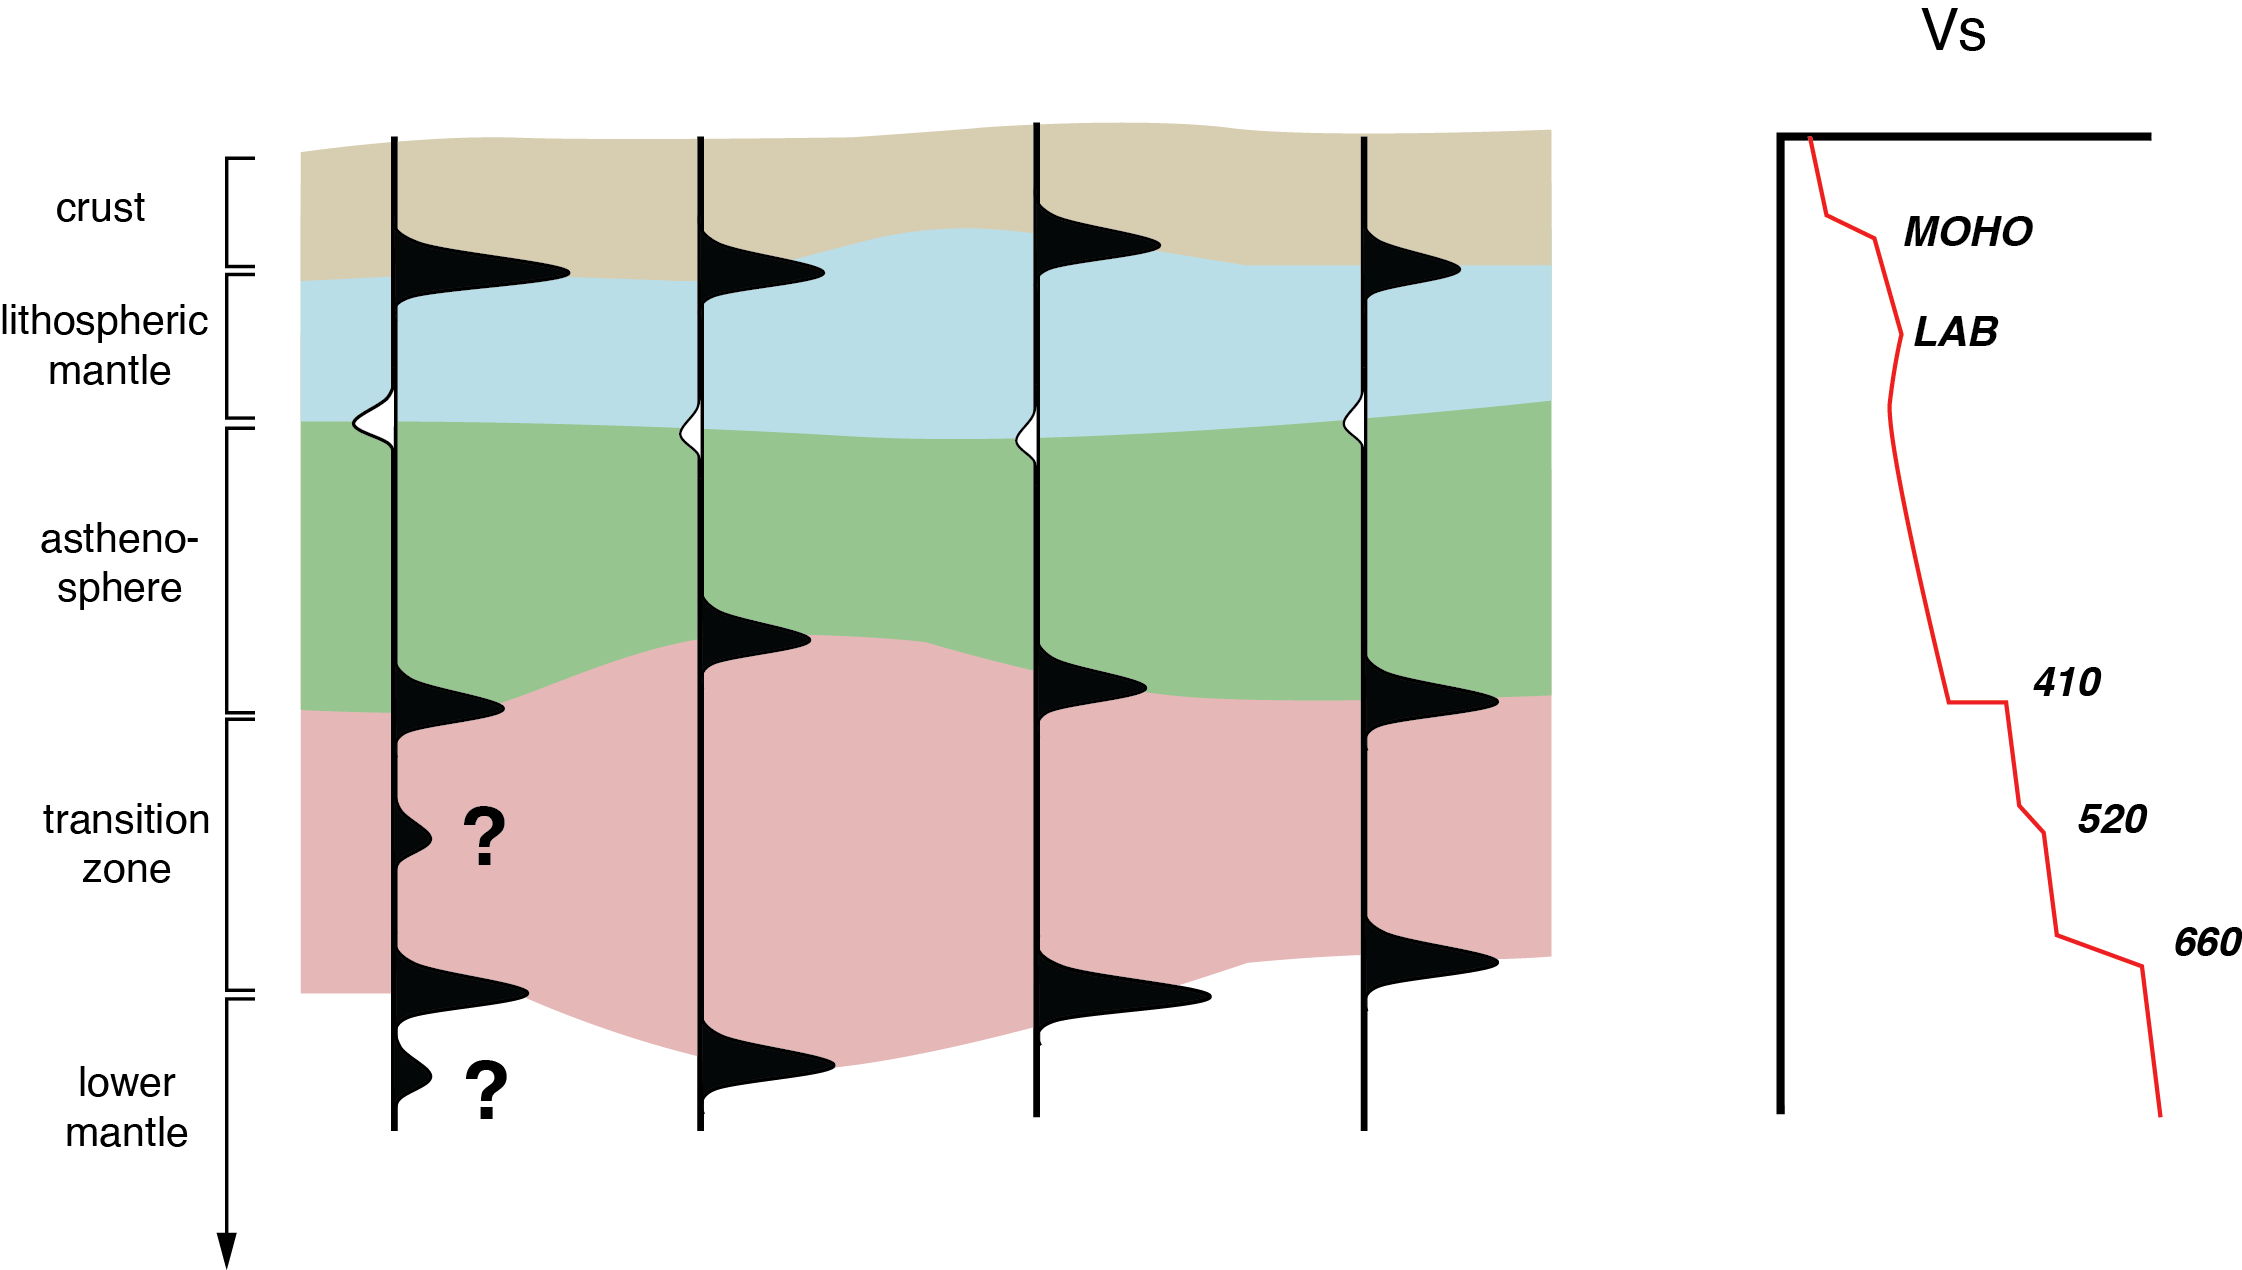 Vs
crust
MOHO
lithospheric
mantle
LAB
astheno-
sphere
410
transition
zone
?
520
660
lower
mantle
?